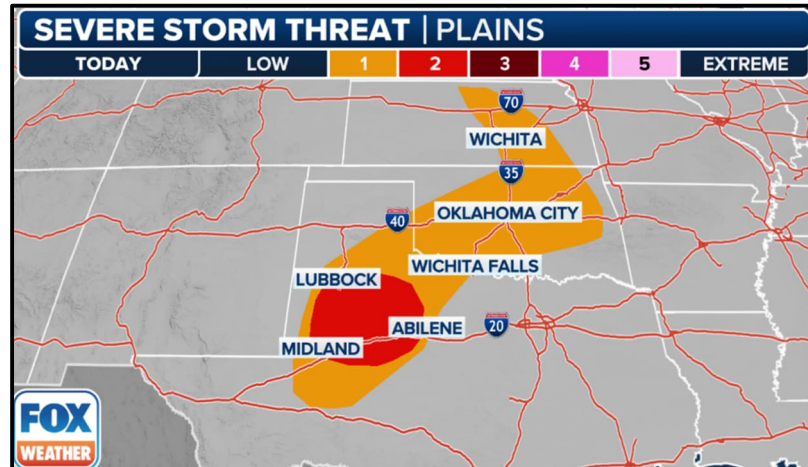 SEVERE STORM THREAT | PLAINS
TODAY LOW 1 2 3 4 5 EXTREME
70
WICHITA
35
OKLAHOMA CITY
40
WICHITA FALLS
LUBBOCK
ABILENE
20
MIDLAND
FOX
WEATHER